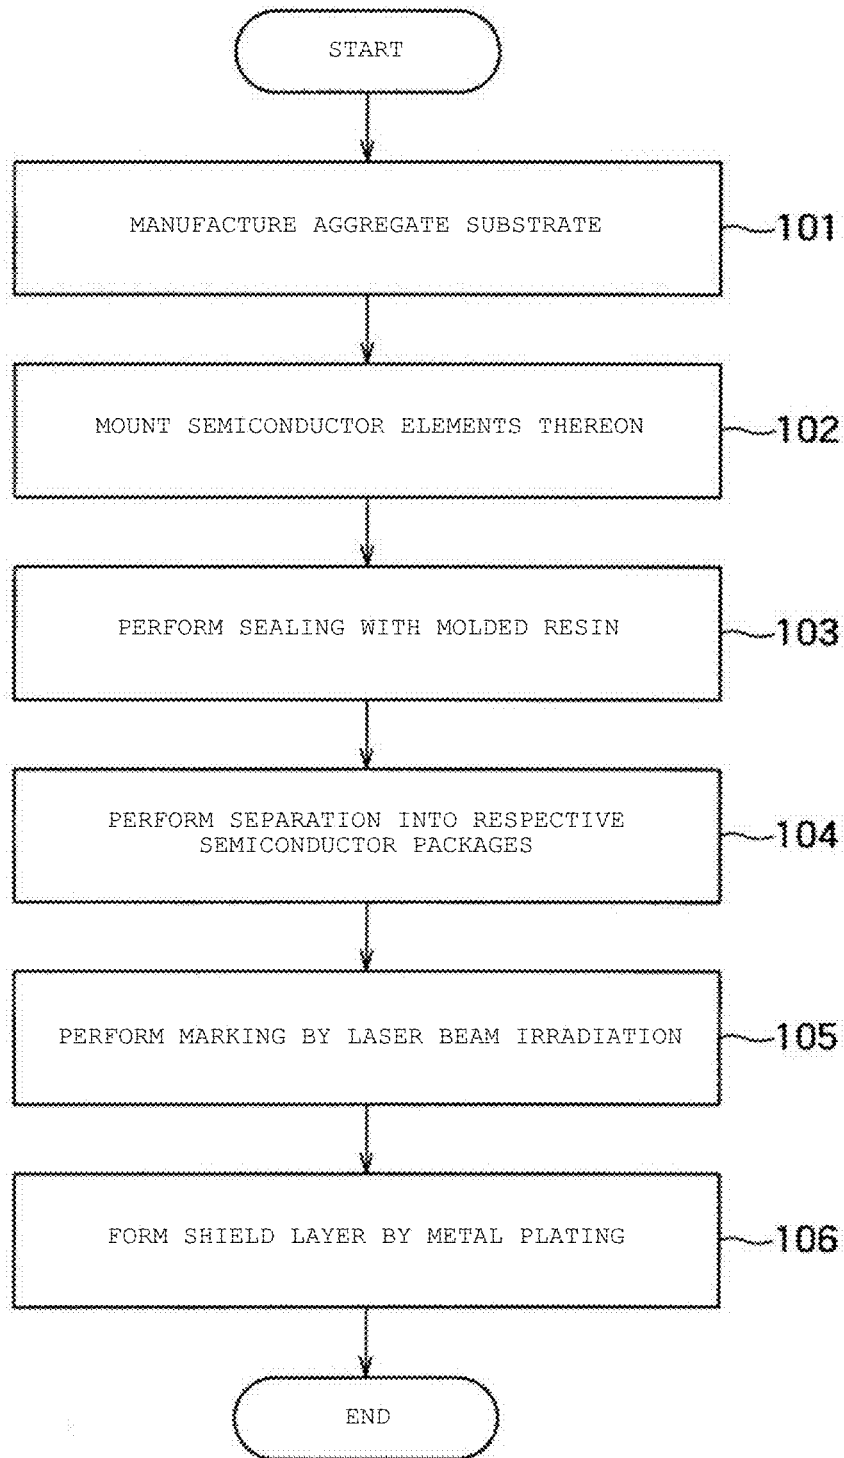 START
MANUFACTURE AGGREGATE SUBSTRATE
101
MOUNT SEMICONDUCTOR ELEMENTS THEREON
102
PERFORM SEALING WITH MOLDED RESIN
103
PERFORM SEPARATION INTO RESPECTIVE
SEMICONDUCTOR PACKAGES
104
PERFORM MARKING BY LASER BEAM IRRADIATION
105
FORM SHIELD LAYER BY METAL PLATING
106
END